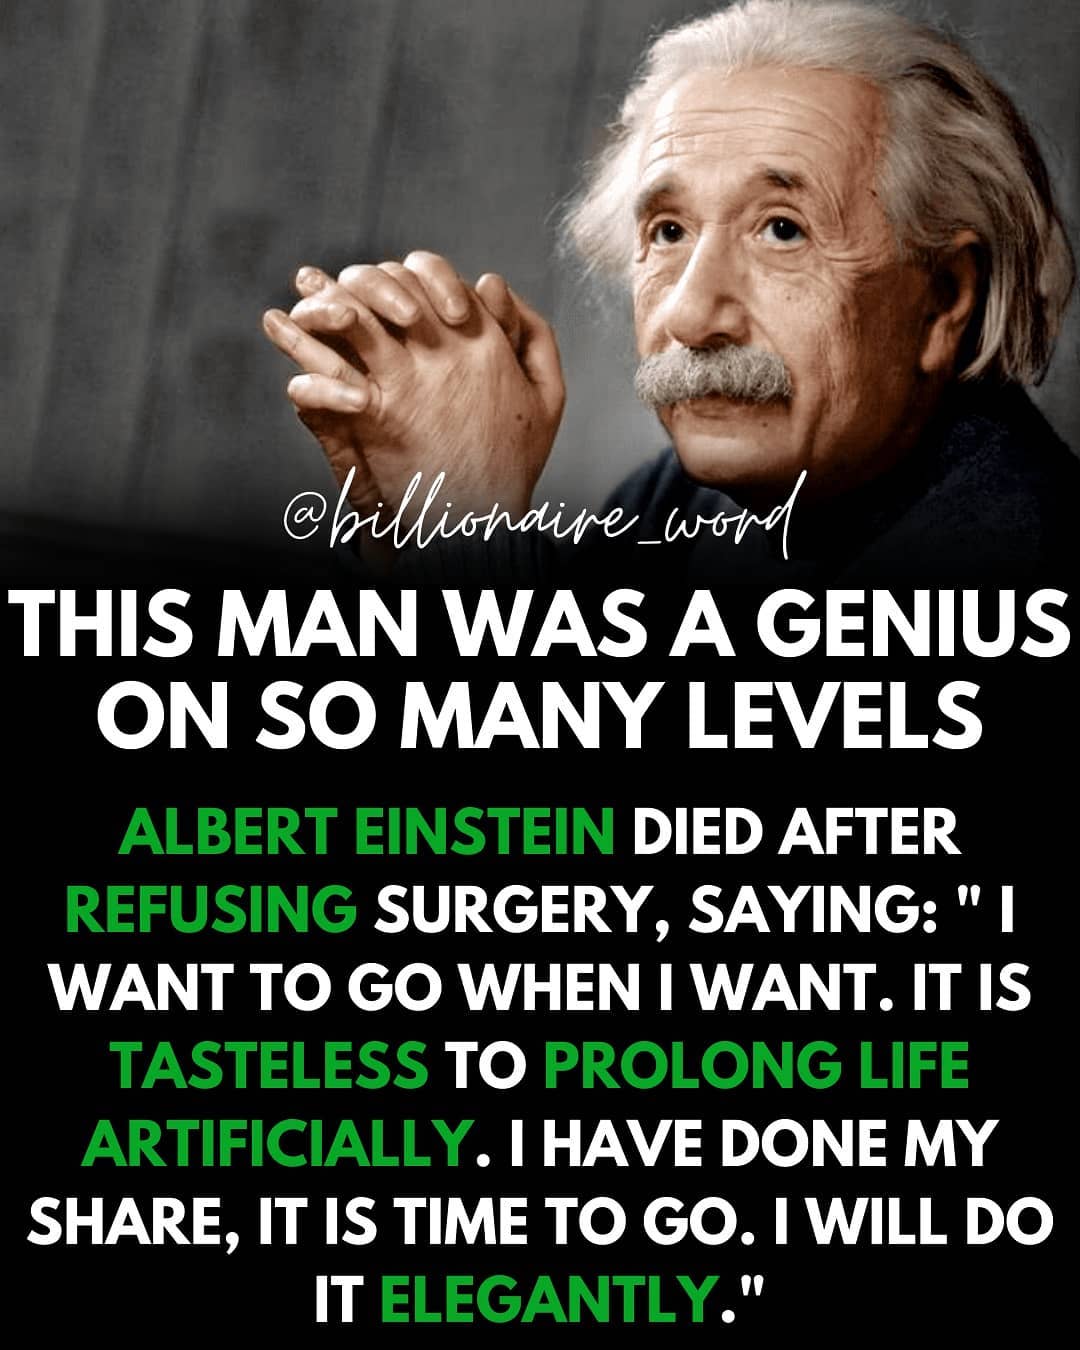 @billionaire_word
THIS MAN WAS A GENIUS
ON SO MANY LEVELS
ALBERT EINSTEIN DIED AFTER
REFUSING SURGERY, SAYING: " I
WANT TO GO WHEN I WANT. IT IS
TASTELESS TO PROLONG LIFE
ARTIFICIALLY. I HAVE DONE MY
SHARE, IT IS TIME TO GO. I WILL DO
IT ELEGANTLY."